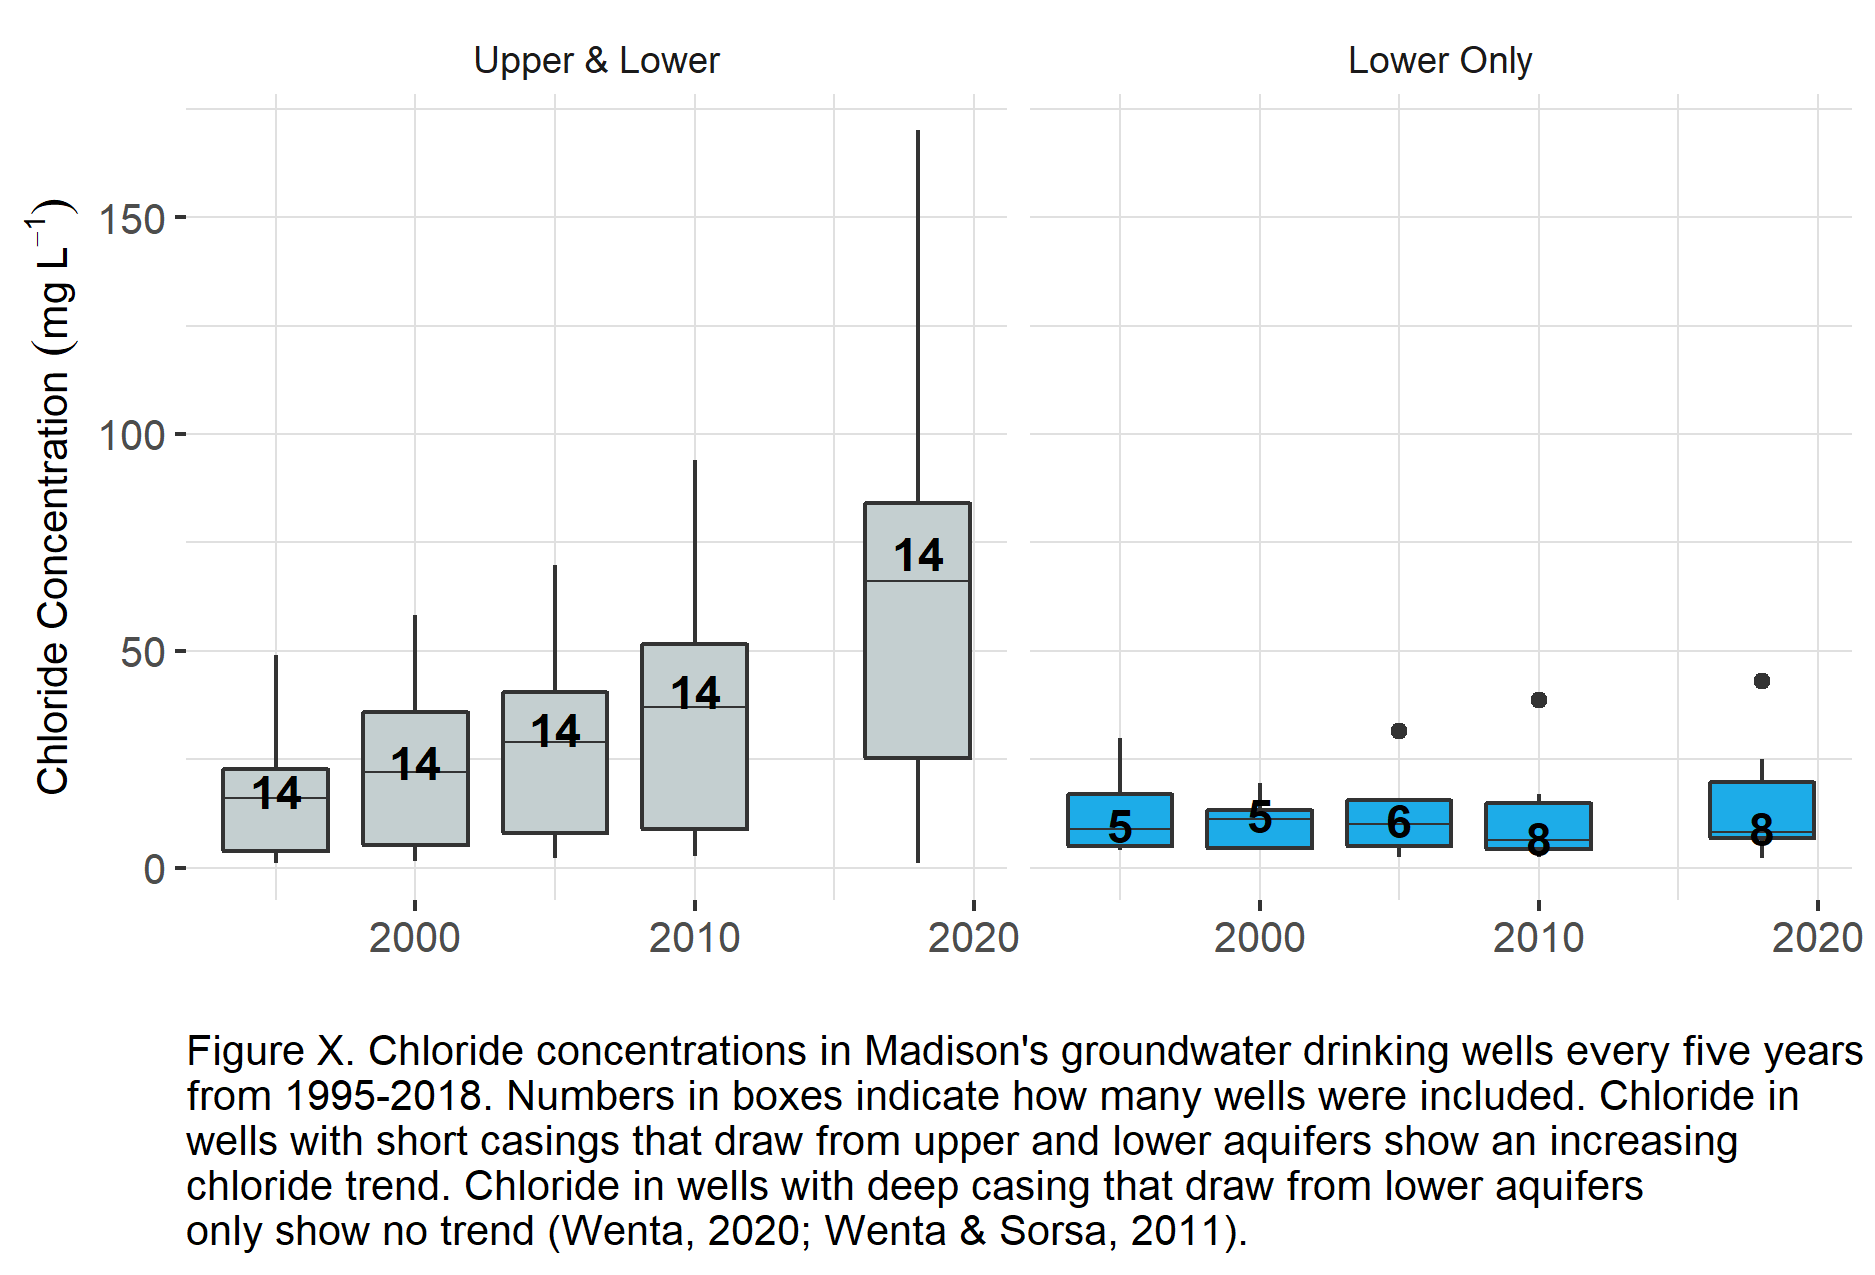 Upper & Lower
Lower Only
Chloride Concentration (mg L⁻¹)
150
100
50
0
14
14
14
14
14
5
5
6
8
8
2000
2010
2020
2000
2010
2020
Figure X. Chloride concentrations in Madison's groundwater drinking wells every five years
from 1995-2018. Numbers in boxes indicate how many wells were included. Chloride in
wells with short casings that draw from upper and lower aquifers show an increasing
chloride trend. Chloride in wells with deep casing that draw from lower aquifers
only show no trend (Wenta, 2020; Wenta & Sorsa, 2011).